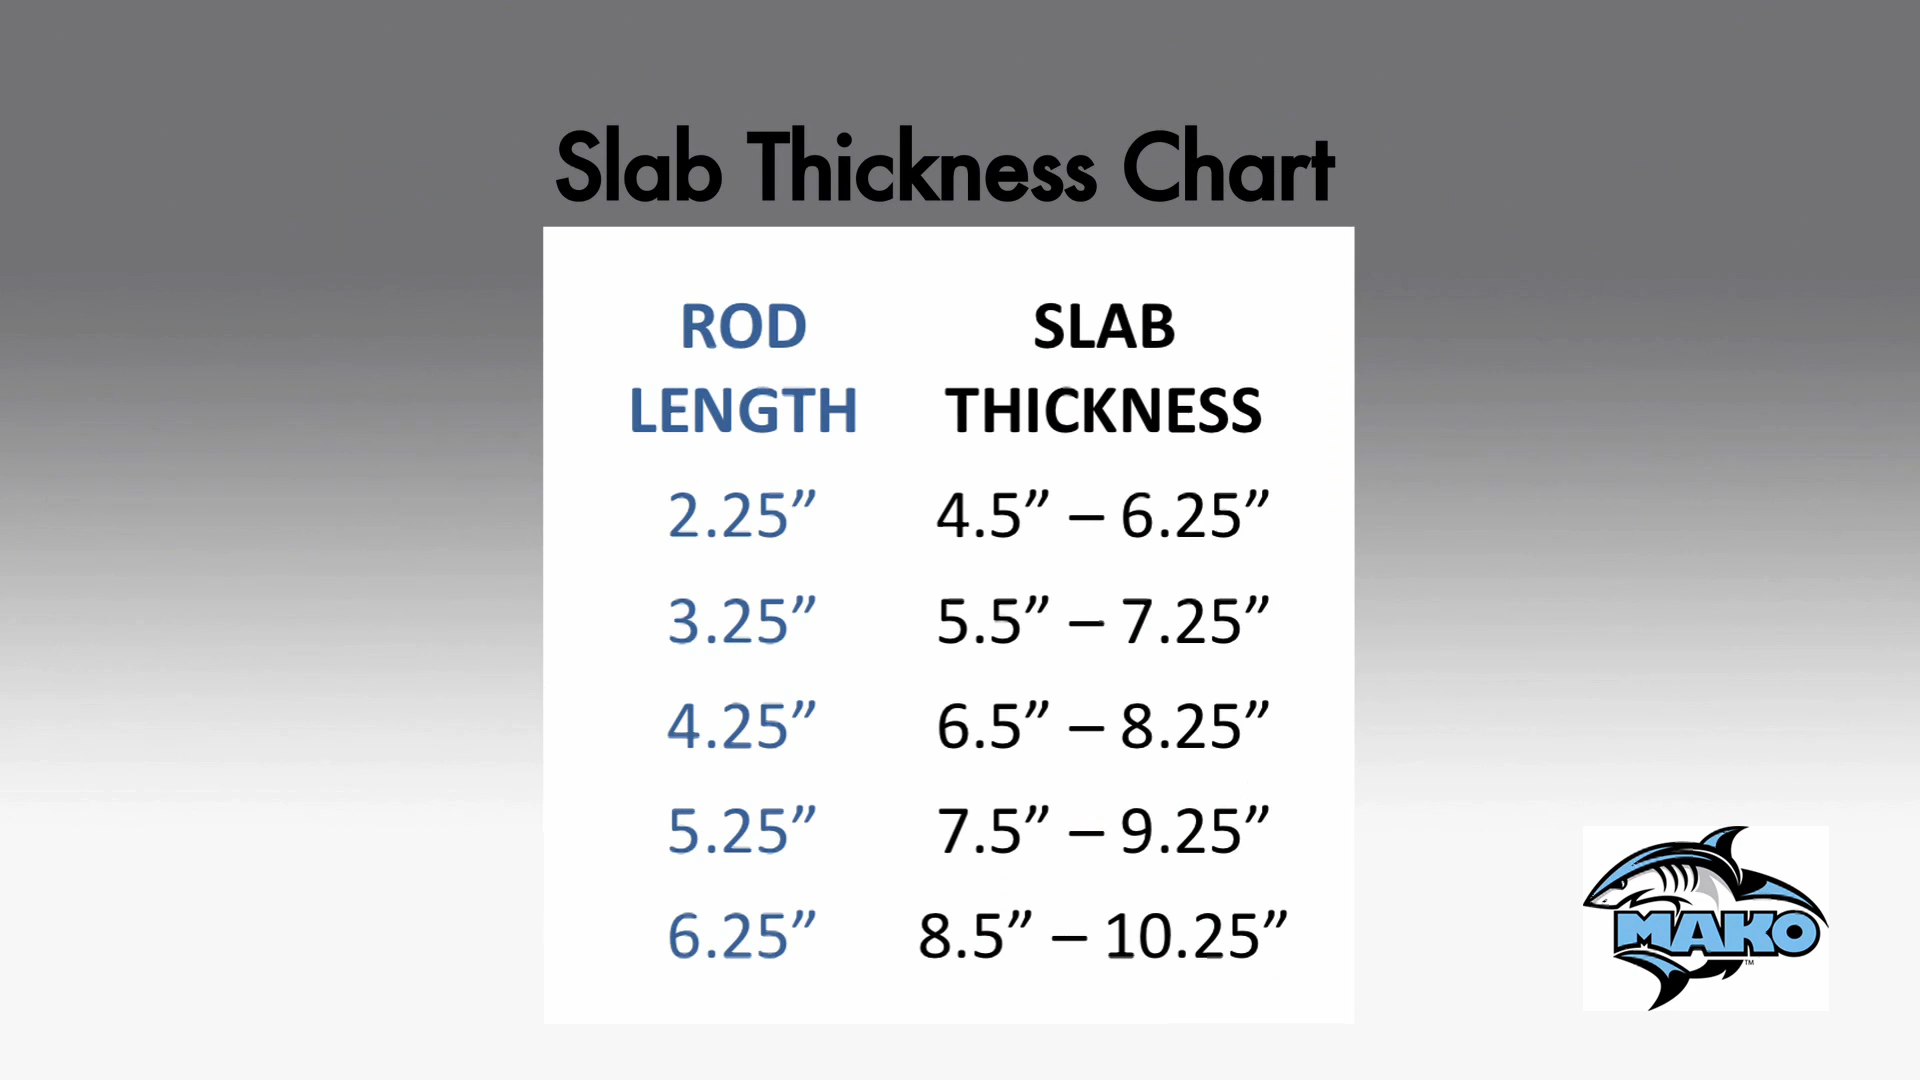 Slab Thickness Chart
ROD LENGTH
SLAB THICKNESS
2.25” 4.5” – 6.25”
3.25” 5.5” – 7.25”
4.25” 6.5” – 8.25”
5.25” 7.5” – 9.25”
6.25” 8.5” – 10.25”
MAKO
TM